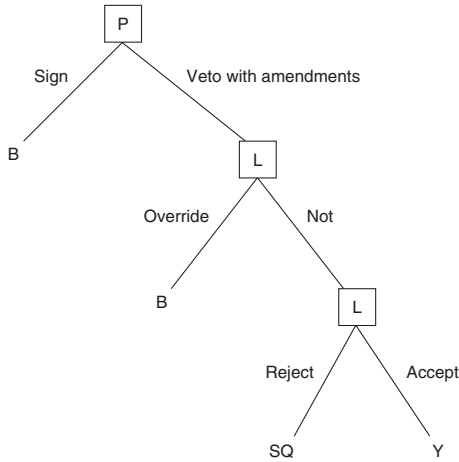 P
Sign
Veto with amendments
B
L
Override
Not
B
L
Reject
Accept
SQ
Y